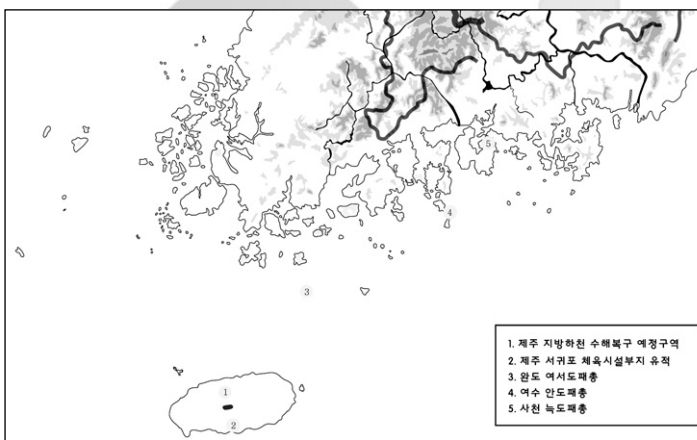 5
4
3
1
2
1. 제주 지방하천 수해복구 예정구역
2. 제주 서귀포 체육시설부지 유적
3. 완도 여서도패총
4. 여수 안도패총
5. 사천 늑도패총